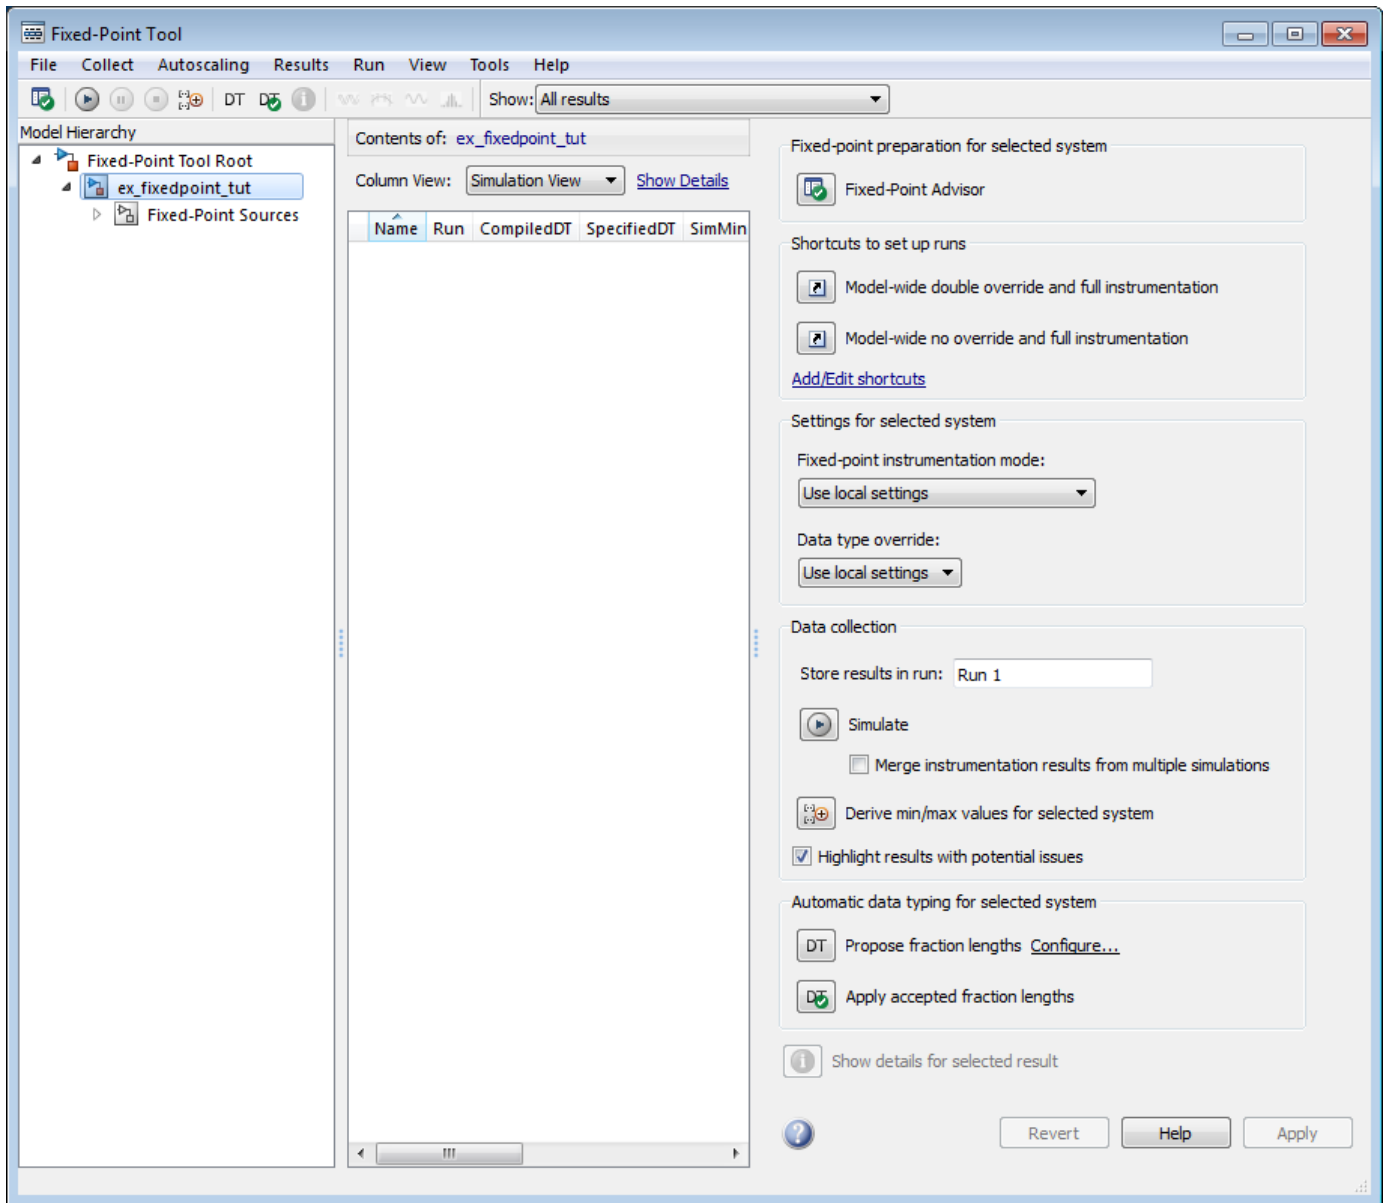 Fixed-Point Tool
File Collect Autoscaling Results Run View Tools Help
DT DT Show: All results
Model Hierarchy
Fixed-Point Tool Root
ex_fixedpoint_tut
Fixed-Point Sources
Contents of: ex_fixedpoint_tut
Column View: Simulation View Show Details
Name Run CompiledDT SpecifiedDT SimMin
Fixed-point preparation for selected system
Fixed-Point Advisor
Shortcuts to set up runs
Model-wide double override and full instrumentation
Model-wide no override and full instrumentation
Add/Edit shortcuts
Settings for selected system
Fixed-point instrumentation mode:
Use local settings
Data type override:
Use local settings
Data collection
Store results in run: Run 1
Simulate
Merge instrumentation results from multiple simulations
Derive min/max values for selected system
Highlight results with potential issues
Automatic data typing for selected system
DT Propose fraction lengths Configure...
DT Apply accepted fraction lengths
Show details for selected result
Revert Help Apply